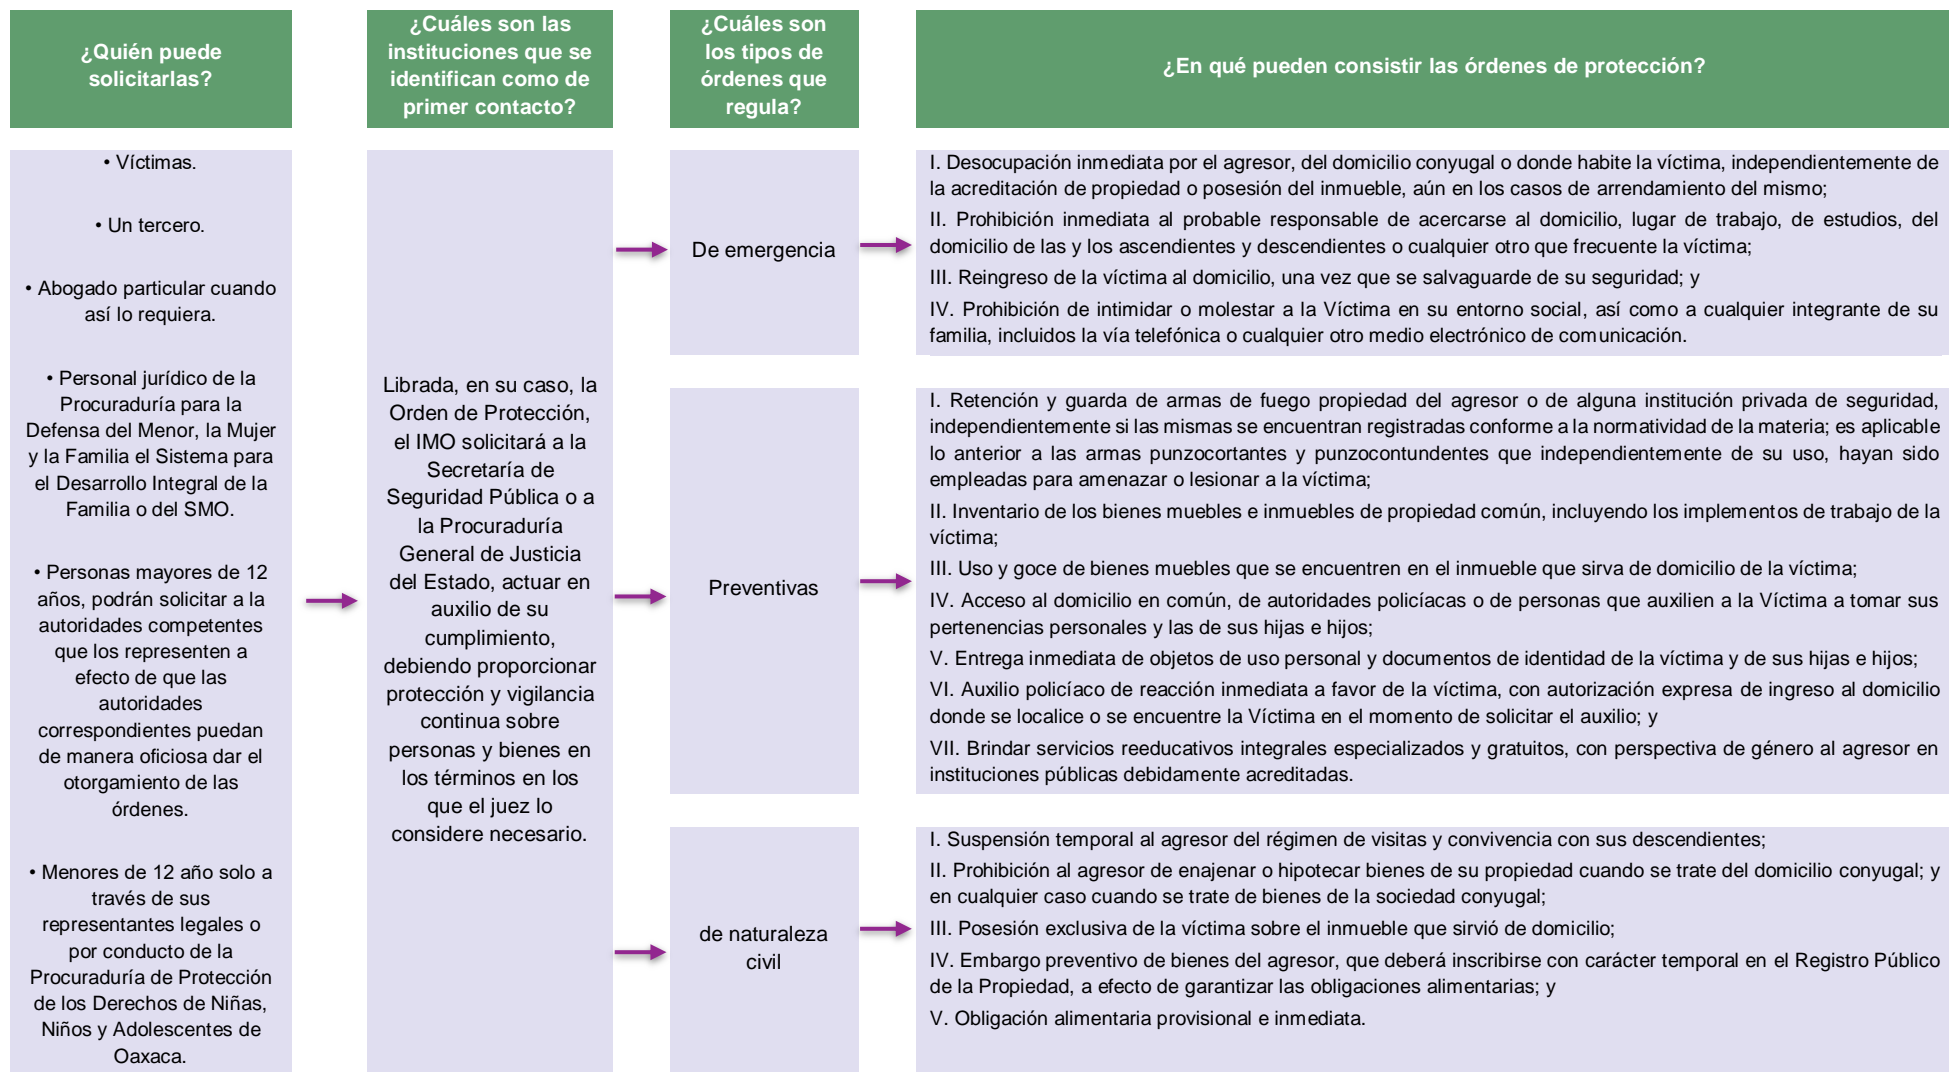 ¿Quién puede
solicitarlas?
¿Cuáles son las
instituciones que se
identifican como de
primer contacto?
¿Cuáles son
los tipos de
órdenes que
regula?
¿En qué pueden consistir las órdenes de protección?
• Víctimas.
• Un tercero.
• Abogado particular cuando
así lo requiera.
• Personal jurídico de la
Procuraduría para la
Defensa del Menor, la Mujer
y la Familia el Sistema para
el Desarrollo Integral de la
Familia o del SMO.
• Personas mayores de 12
años, podrán solicitar a la
autoridades competentes
que los representen a
efecto de que las
autoridades
correspondientes puedan
de manera oficiosa dar el
otorgamiento de las
órdenes.
• Menores de 12 año solo a
través de sus
representantes legales o
por conducto de la
Procuraduría de Protección
de los Derechos de Niñas,
Niños y Adolescentes de
Oaxaca.
Librada, en su caso, la
Orden de Protección,
el IMO solicitará a la
Secretaría de
Seguridad Pública o a
la Procuraduría
General de Justicia
del Estado, actuar en
auxilio de su
cumplimiento,
debiendo proporcionar
protección y vigilancia
continua sobre
personas y bienes en
los términos en los
que el juez lo
considere necesario.
De emergencia
I. Desocupación inmediata por el agresor, del domicilio conyugal o donde habite la víctima, independientemente de
la acreditación de propiedad o posesión del inmueble, aún en los casos de arrendamiento del mismo;
II. Prohibición inmediata al probable responsable de acercarse al domicilio, lugar de trabajo, de estudios, del
domicilio de las y los ascendientes y descendientes o cualquier otro que frecuente la víctima;
III. Reingreso de la víctima al domicilio, una vez que se salvaguarde de su seguridad; y
IV. Prohibición de intimidar o molestar a la Víctima en su entorno social, así como a cualquier integrante de su
familia, incluidos la vía telefónica o cualquier otro medio electrónico de comunicación.
Preventivas
I. Retención y guarda de armas de fuego propiedad del agresor o de alguna institución privada de seguridad,
independientemente si las mismas se encuentran registradas conforme a la normatividad de la materia; es aplicable
lo anterior a las armas punzocortantes y punzocontundentes que independientemente de su uso, hayan sido
empleadas para amenazar o lesionar a la víctima;
II. Inventario de los bienes muebles e inmuebles de propiedad común, incluyendo los implementos de trabajo de la
víctima;
III. Uso y goce de bienes muebles que se encuentren en el inmueble que sirva de domicilio de la víctima;
IV. Acceso al domicilio en común, de autoridades policíacas o de personas que auxilien a la Víctima a tomar sus
pertenencias personales y las de sus hijas e hijos;
V. Entrega inmediata de objetos de uso personal y documentos de identidad de la víctima y de sus hijas e hijos;
VI. Auxilio policíaco de reacción inmediata a favor de la víctima, con autorización expresa de ingreso al domicilio
donde se localice o se encuentre la Víctima en el momento de solicitar el auxilio; y
VII. Brindar servicios reeducativos integrales especializados y gratuitos, con perspectiva de género al agresor en
instituciones públicas debidamente acreditadas.
de naturaleza
civil
I. Suspensión temporal al agresor del régimen de visitas y convivencia con sus descendientes;
II. Prohibición al agresor de enajenar o hipotecar bienes de su propiedad cuando se trate del domicilio conyugal; y
en cualquier caso cuando se trate de bienes de la sociedad conyugal;
III. Posesión exclusiva de la víctima sobre el inmueble que sirvió de domicilio;
IV. Embargo preventivo de bienes del agresor, que deberá inscribirse con carácter temporal en el Registro Público
de la Propiedad, a efecto de garantizar las obligaciones alimentarias; y
V. Obligación alimentaria provisional e inmediata.